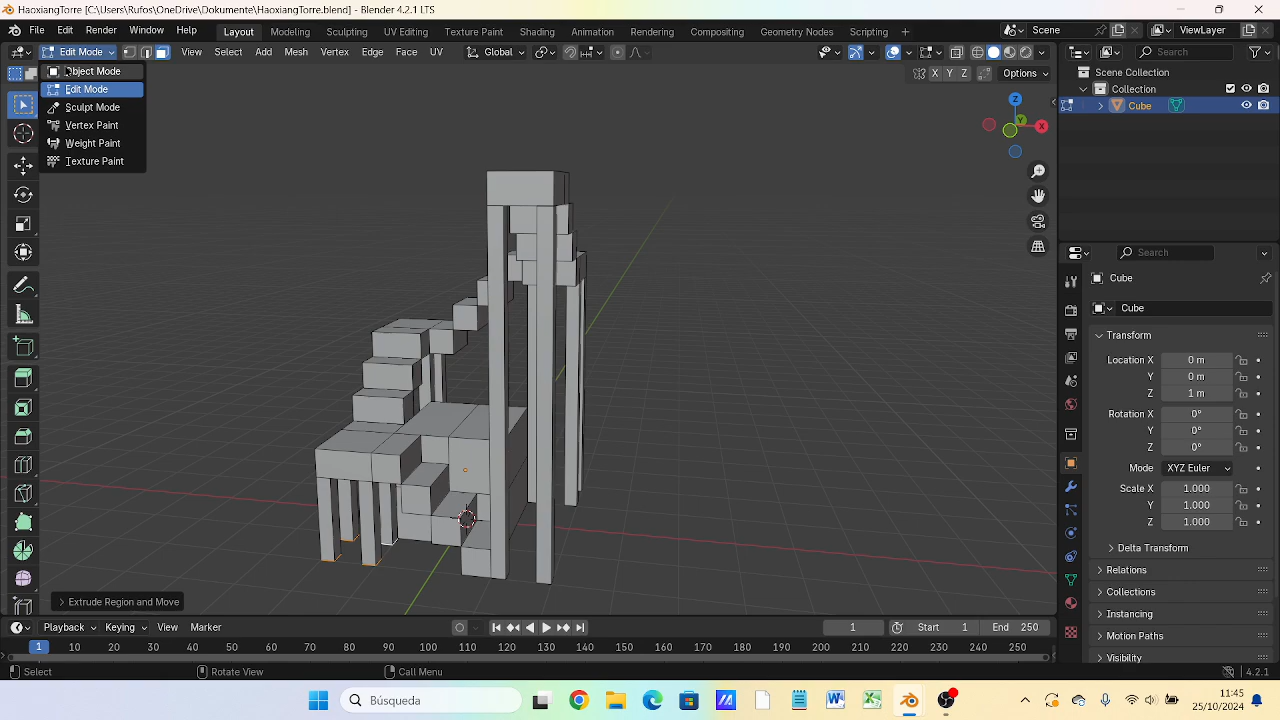 HaoxiangTorre [C:\Users\Rufos\OneDrive\Dokumente\HaoxiangTorre.blend] - Blender 4.2.1 LTS
File Edit Render Window Help Layout Modeling Sculpting UV Editing Texture Paint Shading Animation Rendering Compositing Geometry Nodes Scripting + Scene ViewLayer
Edit Mode View Select Add Mesh Vertex Edge Face UV Global Search
Object Mode X Y Z Options Scene Collection
Edit Mode Collection
Sculpt Mode Z Cube
Vertex Paint Y X
Weight Paint
Texture Paint
Search
Cube
Cube
Transform
Location X 0 m
Y 0 m
Z 1 m
Rotation X 0°
Y 0°
Z 0°
Mode XYZ Euler
Scale X 1.000
Y 1.000
Z 1.000
Delta Transform
Relations
Extrude Region and Move Collections
Instancing
Playback Keying View Marker 1 Start 1 End 250 Motion Paths
1 10 20 30 40 50 60 70 80 90 100 110 120 130 140 150 160 170 180 190 200 210 220 230 240 250 Visibility
Select Rotate View Call Menu 4.2.1
Búsqueda 11:45
25/10/2024